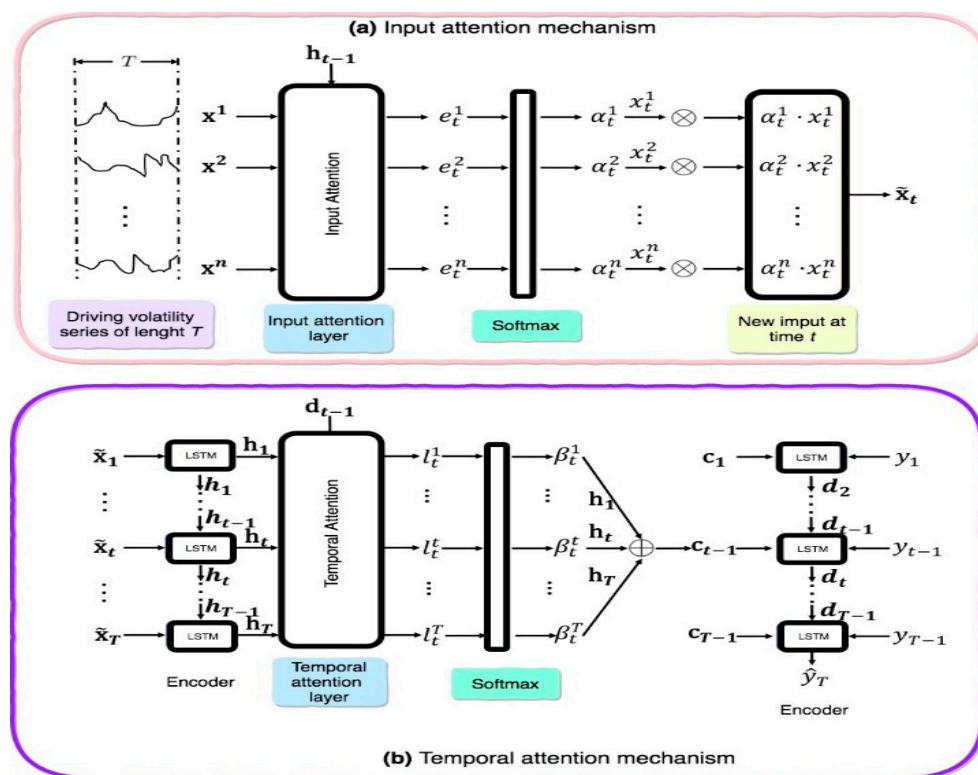 (a) Input attention mechanism
T
h_{t-1}
x^1 e_t^1 α_t^1 x_t^1 ⊗ α_t^1 · x_t^1
x^2 e_t^2 α_t^2 x_t^2 ⊗ α_t^2 · x_t^2
Input Attention
x̃_t
⋮ ⋮ ⋮ ⋮
x^n e_t^n α_t^n x_t^n ⊗ α_t^n · x_t^n
Driving volatility
series of lenght T
Input attention
layer
Softmax
New imput at
time t
d_{t-1}
x̃_1 LSTM h_1 l_t^1 β_t^1 c_1 LSTM y_1
h_1 h_1 d_2
⋮ ⋮ ⋮
h_{t-1} h_t d_{t-1}
x̃_t LSTM h_t Temporal Attention l_t^t β_t^t ⊕ c_{t-1} LSTM y_{t-1}
h_t h_T d_t
⋮ ⋮ ⋮
h_{T-1} d_{T-1}
x̃_T LSTM h_T l_t^T β_t^T c_{T-1} LSTM y_{T-1}
ŷ_T
Encoder
Temporal
attention
layer
Softmax
Encoder
(b) Temporal attention mechanism